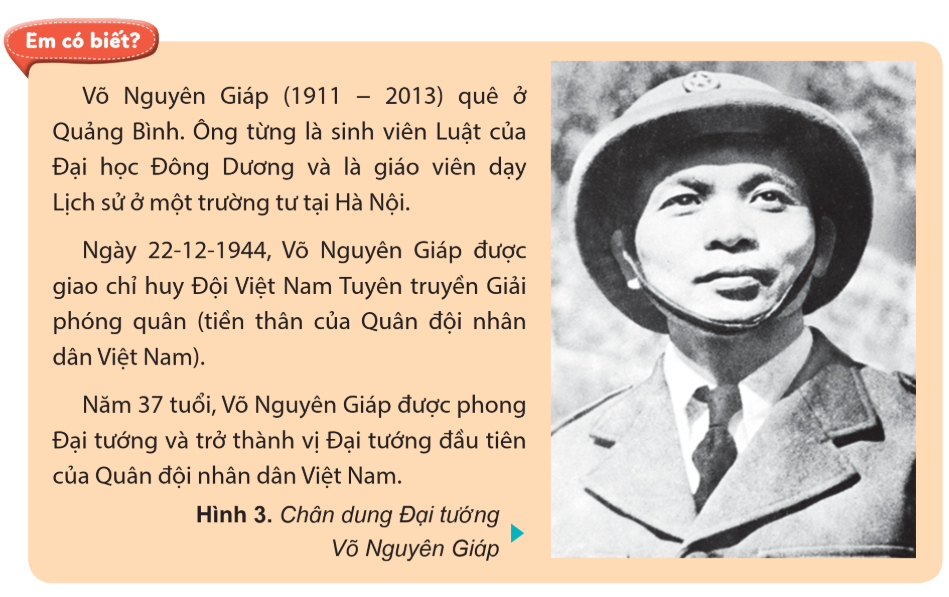 Em có biết?
Võ Nguyên Giáp (1911 – 2013) quê ở
Quảng Bình. Ông từng là sinh viên Luật của
Đại học Đông Dương và là giáo viên dạy
Lịch sử ở một trường tư tại Hà Nội.
Ngày 22-12-1944, Võ Nguyên Giáp được
giao chỉ huy Đội Việt Nam Tuyên truyền Giải
phóng quân (tiền thân của Quân đội nhân
dân Việt Nam).
Năm 37 tuổi, Võ Nguyên Giáp được phong
Đại tướng và trở thành vị Đại tướng đầu tiên
của Quân đội nhân dân Việt Nam.
Hình 3. Chân dung Đại tướng
Võ Nguyên Giáp